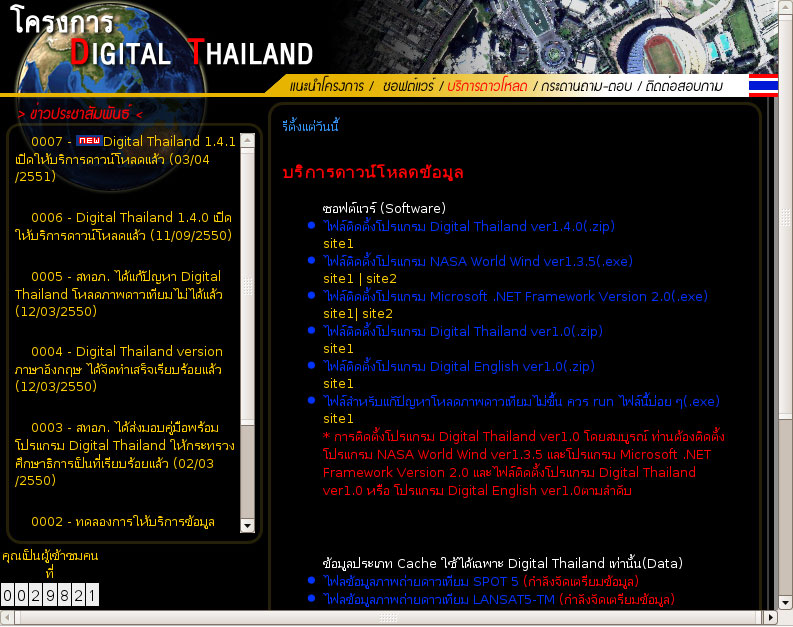 โครงการ
DIGITAL THAILAND
แนะนำโครงการ / ซอฟต์แวร์ / บริการดาวโหลด / กระดานถาม-ตอบ / ติดต่อสอบถาม
> ข่าวประชาสัมพันธ์ <
0007 - NEW Digital Thailand 1.4.1
เปิดให้บริการดาวน์โหลดแล้ว (03/04
/2551)
0006 - Digital Thailand 1.4.0 เปิด
ให้บริการดาวน์โหลดแล้ว (11/09/2550)
0005 - สทอภ. ได้แก้ปัญหา Digital
Thailand โหลดภาพดาวเทียมไม่ได้แล้ว
(12/03/2550)
0004 - Digital Thailand version
ภาษาอังกฤษ ได้จัดทำเสร็จเรียบร้อยแล้ว
(12/03/2550)
0003 - สทอภ. ได้ส่งมอบคู่มือพร้อม
โปรแกรม Digital Thailand ให้กระทรวง
ศึกษาธิการเป็นที่เรียบร้อยแล้ว (02/03
/2550)
0002 - ทดลองการให้บริการข้อมูล
คุณเป็นผู้เข้าชมคน
ที่
0029821
รีตั้งแต่วันนี้
บริการดาวน์โหลดข้อมูล
ซอฟต์แวร์ (Software)
ไฟล์ติดตั้งโปรแกรม Digital Thailand ver1.4.0(.zip)
site1
ไฟล์ติดตั้งโปรแกรม NASA World Wind ver1.3.5(.exe)
site1 | site2
ไฟล์ติดตั้งโปรแกรม Microsoft .NET Framework Version 2.0(.exe)
site1| site2
ไฟล์ติดตั้งโปรแกรม Digital Thailand ver1.0(.zip)
site1
ไฟล์ติดตั้งโปรแกรม Digital English ver1.0(.zip)
site1
ไฟล์สำหรับแก้ปัญหาโหลดภาพดาวเทียมไม่ขึ้น ควร run ไฟล์นี้บ่อย ๆ(.exe)
site1
* การติดตั้งโปรแกรม Digital Thailand ver1.0 โดยสมบูรณ์ ท่านต้องติดตั้ง
โปรแกรม NASA World Wind ver1.3.5 และโปรแกรม Microsoft .NET
Framework Version 2.0 และไฟล์ติดตั้งโปรแกรม Digital Thailand
ver1.0 หรือ โปรแกรม Digital English ver1.0ตามลำดับ
ข้อมูลประเภท Cache ใช้ได้เฉพาะ Digital Thailand เท่านั้น(Data)
ไฟลข้อมูลภาพถ่ายดาวเทียม SPOT 5 (กำลังจัดเตรียมข้อมูล)
ไฟลข้อมูลภาพถ่ายดาวเทียม LANSAT5-TM (กำลังจัดเตรียมข้อมูล)